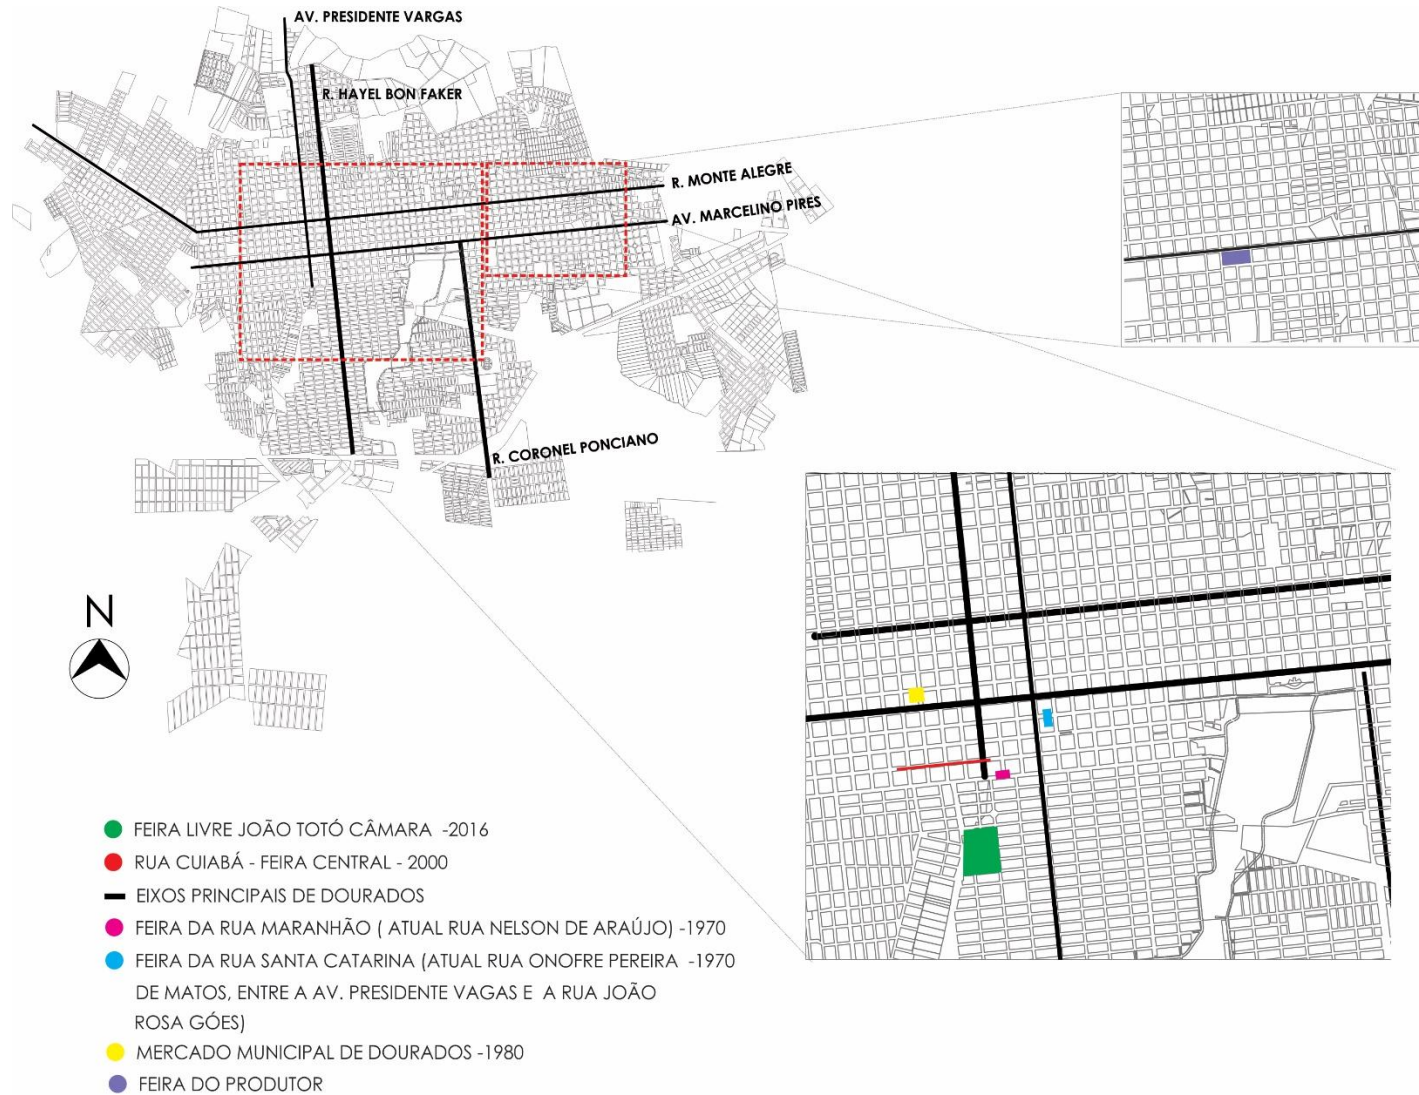 AV. PRESIDENTE VARGAS
R. HAYEL BON FAKER
R. MONTE ALEGRE
AV. MARCELINO PIRES
R. CORONEL PONCIANO
N
FEIRA LIVRE JOÃO TOTÓ CÂMARA -2016
RUA CUIABÁ - FEIRA CENTRAL - 2000
EIXOS PRINCIPAIS DE DOURADOS
FEIRA DA RUA MARANHÃO ( ATUAL RUA NELSON DE ARAÚJO) -1970
FEIRA DA RUA SANTA CATARINA (ATUAL RUA ONOFRE PEREIRA -1970
DE MATOS, ENTRE A AV. PRESIDENTE VAGAS E A RUA JOÃO
ROSA GÓES)
MERCADO MUNICIPAL DE DOURADOS -1980
FEIRA DO PRODUTOR